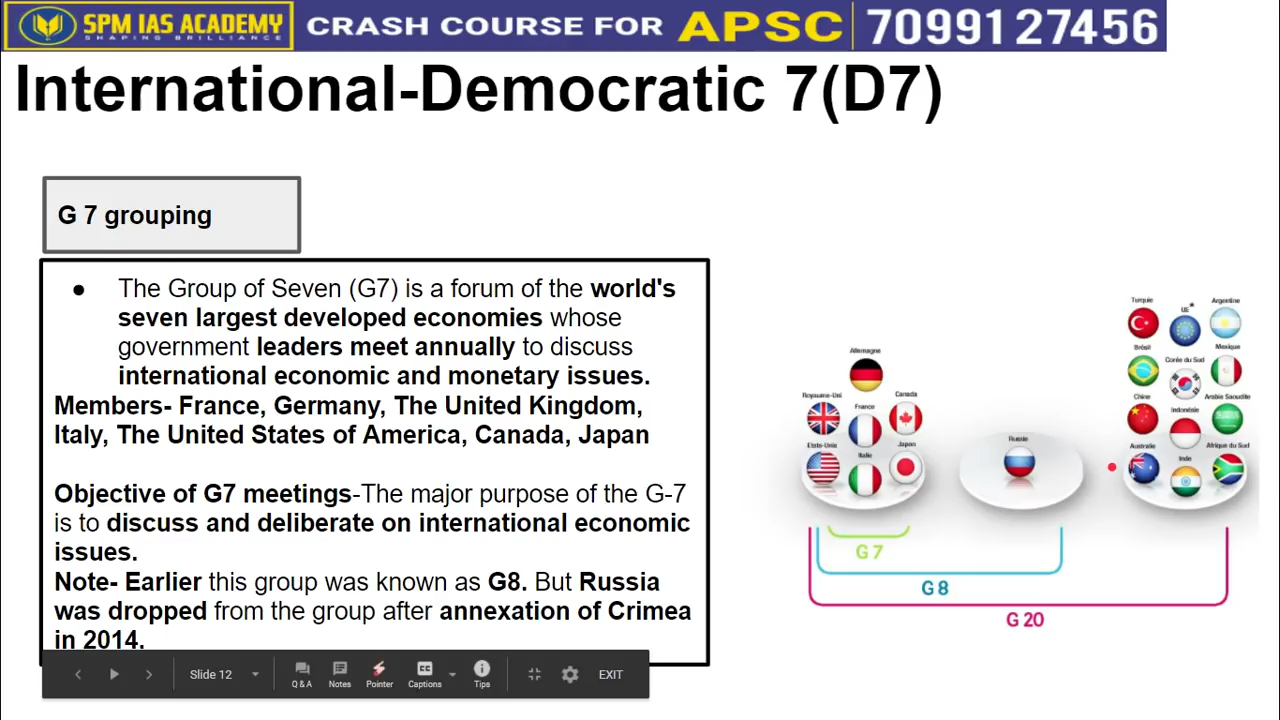 SPM IAS ACADEMY
SHAPING BRILLIANCE
CRASH COURSE FOR APSC 70991 27456
International-Democratic 7(D7)
G 7 grouping
● The Group of Seven (G7) is a forum of the world's
seven largest developed economies whose
government leaders meet annually to discuss
international economic and monetary issues.
Members- France, Germany, The United Kingdom,
Italy, The United States of America, Canada, Japan
Objective of G7 meetings-The major purpose of the G-7
is to discuss and deliberate on international economic
issues.
Note- Earlier this group was known as G8. But Russia
was dropped from the group after annexation of Crimea
in 2014.
Allemagne
Royaume-Uni
France
Canada
Etats-Unis
Italie
Japon
Russie
Turquie
UE*
Argentine
Brésil
Corée du Sud
Mexique
Chine
Indonésie
Arabie Saoudite
Australie
Inde
Afrique du Sud
G 7
G 8
G 20
Slide 12
Q & A
Notes
Pointer
CC
Captions
Tips
EXIT